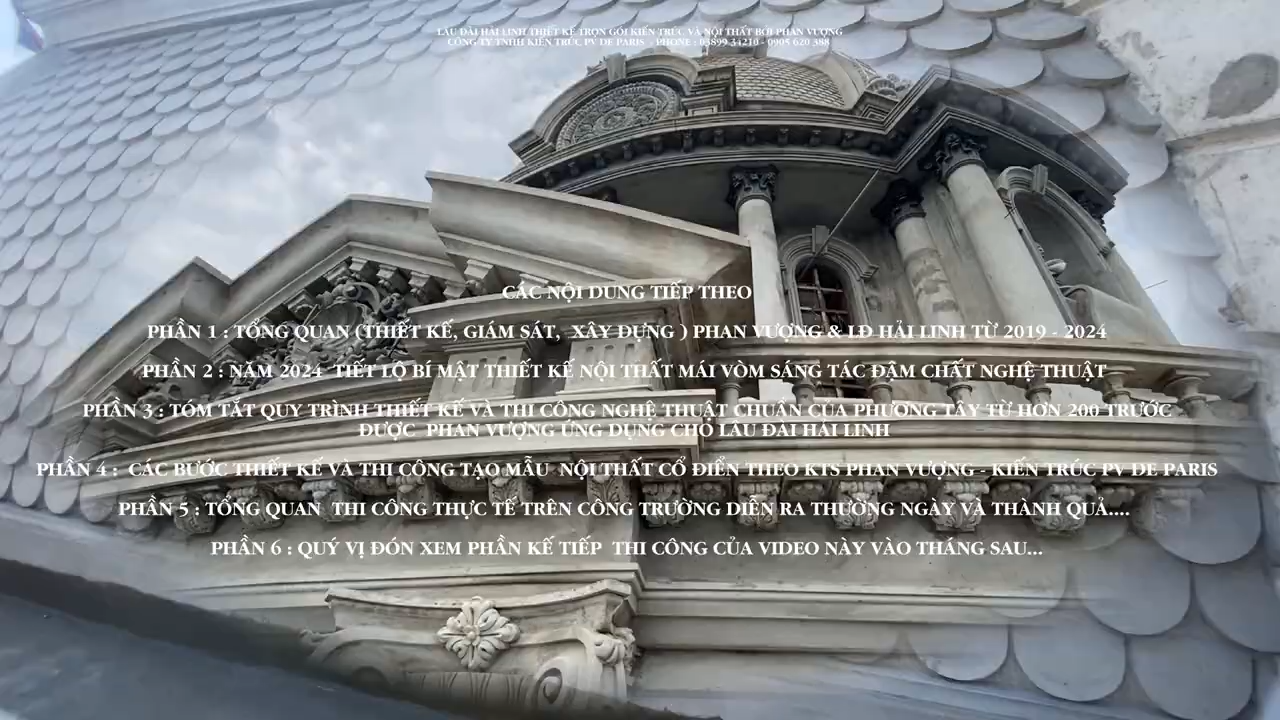 LÂU ĐÀI HẢI LINH THIẾT KẾ TRỌN GÓI KIẾN TRÚC VÀ NỘI THẤT BỞI PHAN VƯỢNG
CÔNG TY TNHH KIẾN TRÚC PV DE PARIS - PHONE : 03899 34210 - 0905 620 388
CÁC NỘI DUNG TIẾP THEO
PHẦN 1 : TỔNG QUAN (THIẾT KẾ, GIÁM SÁT, XÂY DỰNG ) PHAN VƯỢNG & LĐ HẢI LINH TỪ 2019 - 2024
PHẦN 2 : NĂM 2024 TIẾT LỘ BÍ MẬT THIẾT KẾ NỘI THẤT MÁI VÒM SÁNG TÁC ĐẬM CHẤT NGHỆ THUẬT
PHẦN 3 : TÓM TẮT QUY TRÌNH THIẾT KẾ VÀ THI CÔNG NGHỆ THUẬT CHUẨN CỦA PHƯƠNG TÂY TỪ HƠN 200 TRƯỚC
ĐƯỢC PHAN VƯỢNG ỨNG DỤNG CHO LÂU ĐÀI HẢI LINH
PHẦN 4 : CÁC BƯỚC THIẾT KẾ VÀ THI CÔNG TẠO MẪU NỘI THẤT CỔ ĐIỂN THEO KTS PHAN VƯỢNG - KIẾN TRÚC PV DE PARIS
PHẦN 5 : TỔNG QUAN THI CÔNG THỰC TẾ TRÊN CÔNG TRƯỜNG DIỄN RA THƯỜNG NGÀY VÀ THÀNH QUẢ....
PHẦN 6 : QUÝ VỊ ĐÓN XEM PHẦN KẾ TIẾP THI CÔNG CỦA VIDEO NÀY VÀO THÁNG SAU...